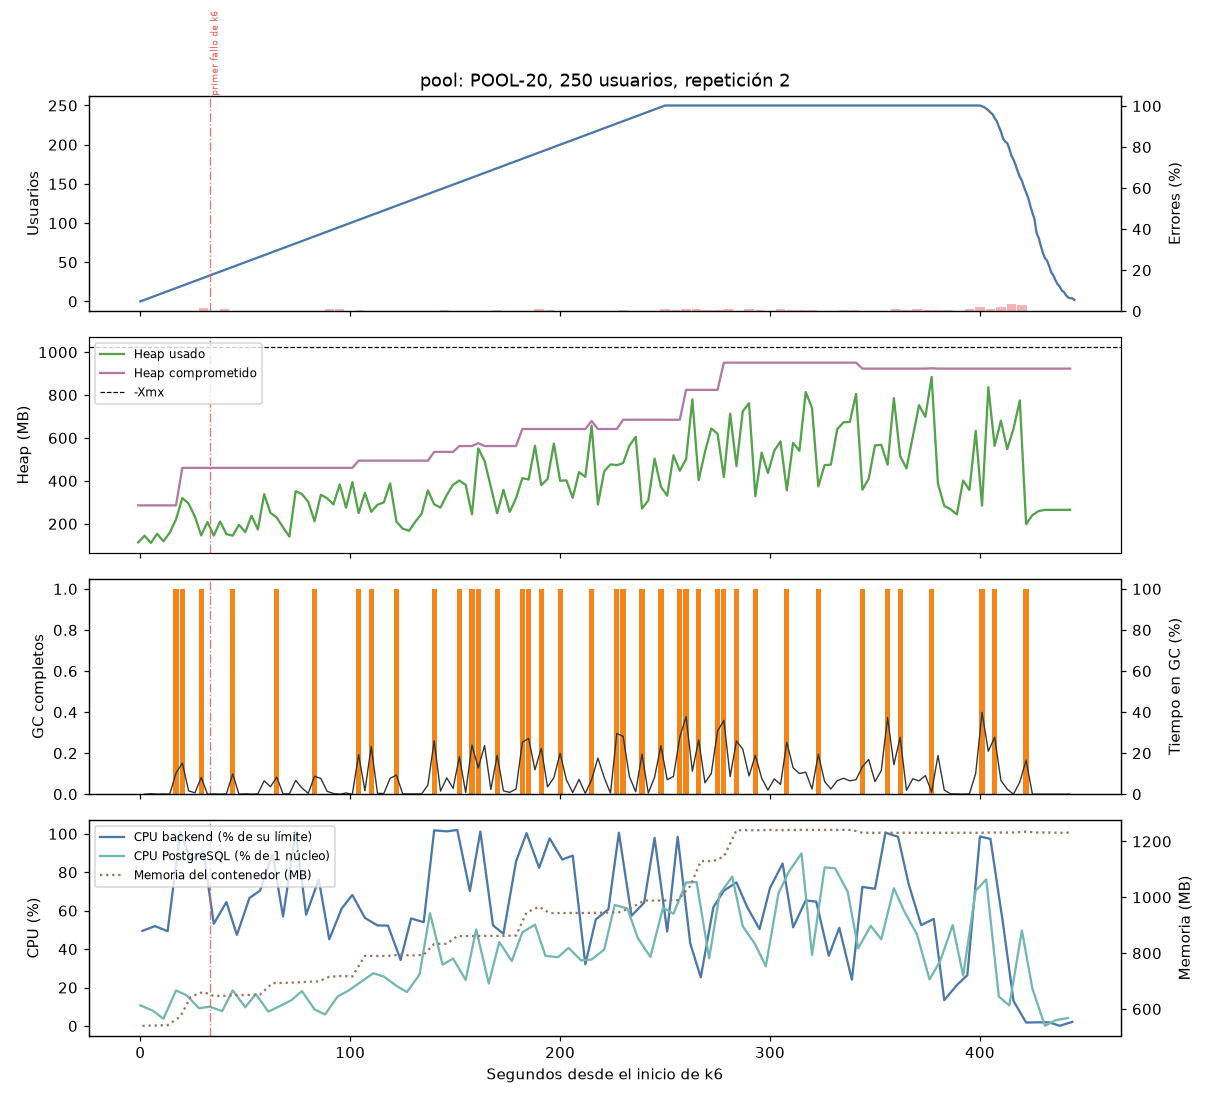 primer fallo de k6
pool: POOL-20, 250 usuarios, repetición 2
250
200
150
100
50
0
Usuarios
100
80
60
40
20
0
Errores (%)
1000
800
600
400
200
Heap (MB)
Heap usado
Heap comprometido
-Xmx
1.0
0.8
0.6
0.4
0.2
0.0
GC completos
100
80
60
40
20
0
Tiempo en GC (%)
100
80
60
40
20
0
CPU (%)
CPU backend (% de su límite)
CPU PostgreSQL (% de 1 núcleo)
Memoria del contenedor (MB)
1200
1000
800
600
Memoria (MB)
0 100 200 300 400
Segundos desde el inicio de k6